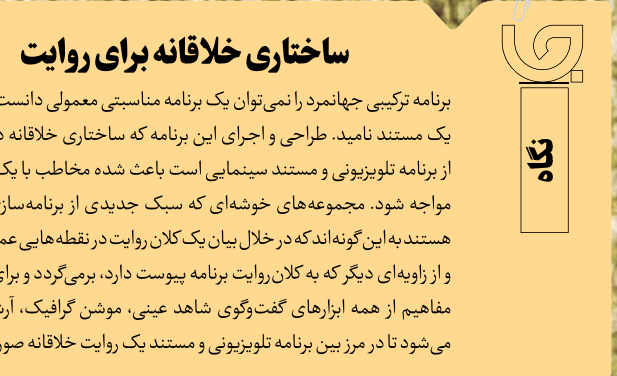 نگاه
ساختاری خلاقانه برای روایت
برنامه ترکیبی جهانمرد را نمی‌توان یک برنامه مناسبتی معمولی دانست
یک مستند نامید. طراحی و اجرای این برنامه که ساختاری خلاقانه
از برنامه تلویزیونی و مستند سینمایی است باعث شده مخاطب با یک
مواجه شود. مجموعه‌های خوشه‌ای که سبک جدیدی از برنامه‌ساز
هستند به این گونه‌اند که در خلال بیان یک کلان روایت در نقطه‌هایی
و از زاویه‌ای دیگر که به کلان‌روایت برنامه پیوست دارد، برمی‌گردد و
مفاهیم از همه ابزارهای گفت‌وگوی شاهد عینی، موشن گرافیک،
می‌شود تا در مرز بین برنامه تلویزیونی و مستند یک روایت خلاقانه